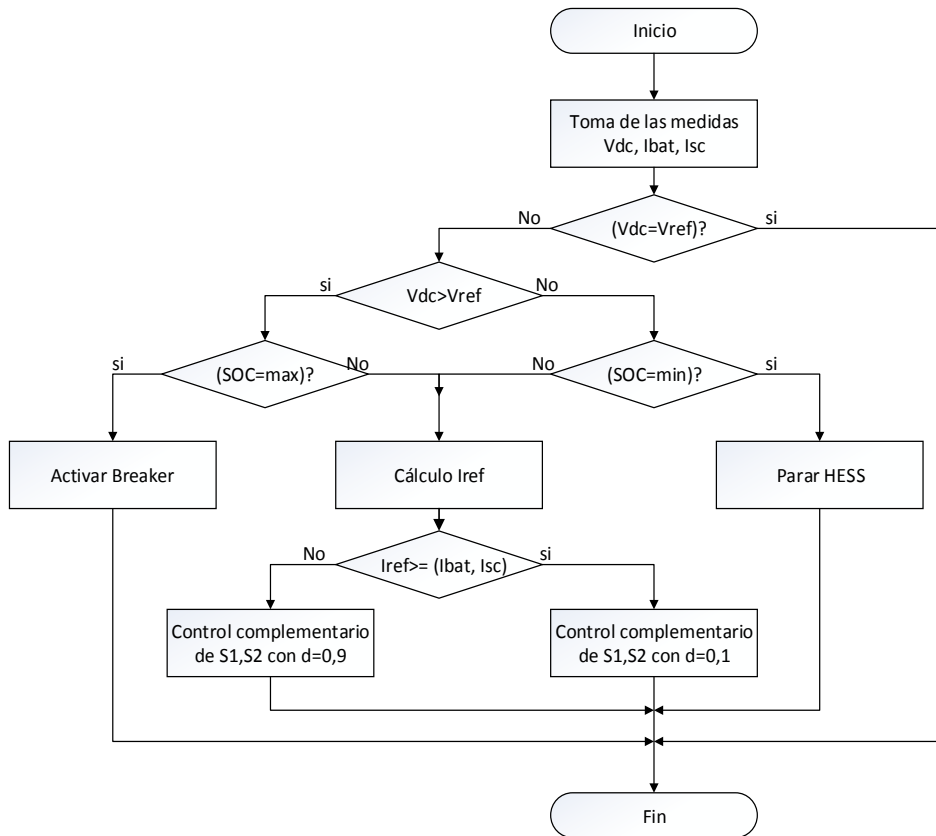 Inicio
Toma de las medidas
Vdc, Ibat, Isc
No
(Vdc=Vref)?
si
si
Vdc>Vref
No
si
(SOC=max)?
No
No
(SOC=min)?
si
Activar Breaker
Cálculo Iref
Parar HESS
No
Iref>= (Ibat, Isc)
si
Control complementario
de S1,S2 con d=0,9
Control complementario
de S1,S2 con d=0,1
Fin